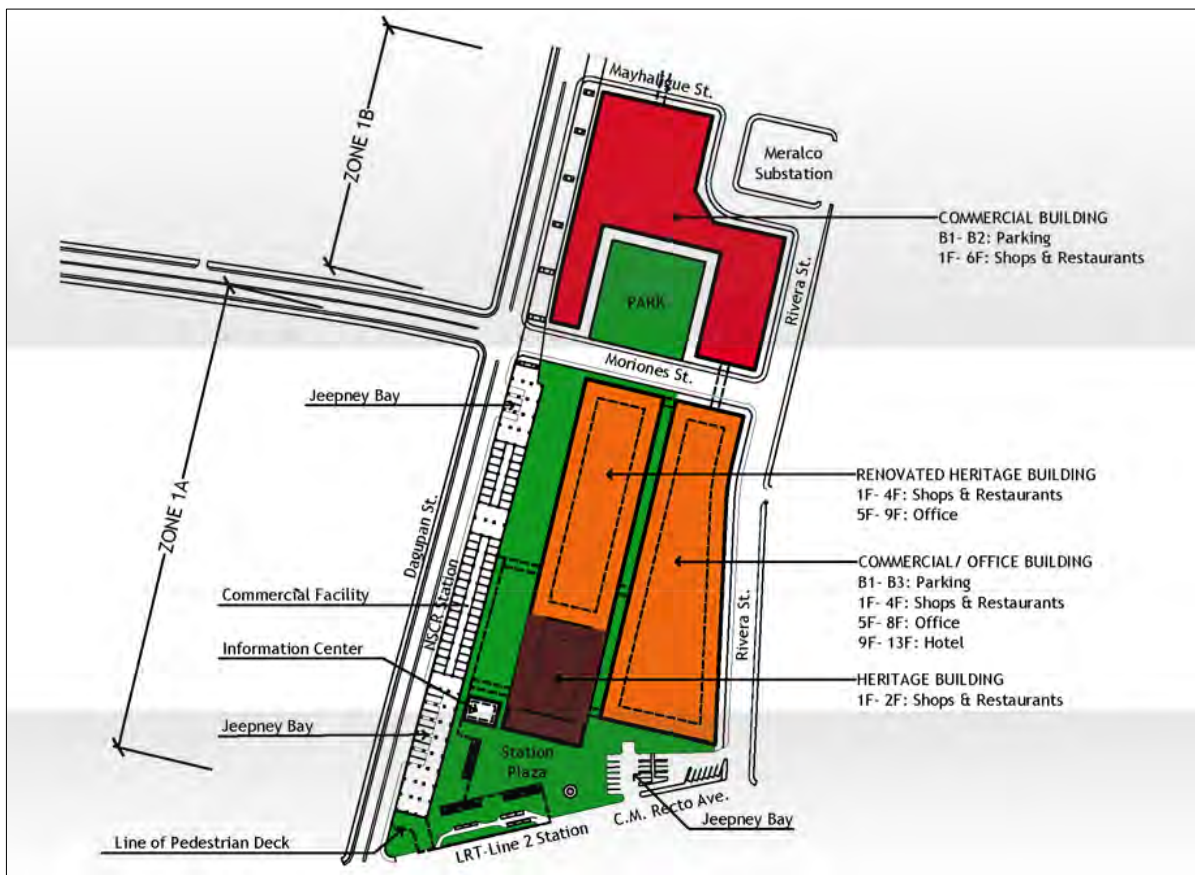 Mayhaligue St.
ZONE 1B
Meralco
Substation
COMMERCIAL BUILDING
B1- B2: Parking
1F- 6F: Shops & Restaurants
Rivera St.
PARK
Moriones St.
Jeepney Bay
ZONE 1A
Dagupan St.
RENOVATED HERITAGE BUILDING
1F- 4F: Shops & Restaurants
5F- 9F: Office
COMMERCIAL/ OFFICE BUILDING
B1- B3: Parking
1F- 4F: Shops & Restaurants
5F- 8F: Office
9F- 13F: Hotel
Commercial Facility
NSCR Station
Rivera St.
Information Center
HERITAGE BUILDING
1F- 2F: Shops & Restaurants
Jeepney Bay
Station
Plaza
C.M. Recto Ave.
Jeepney Bay
Line of Pedestrian Deck
LRT-Line 2 Station